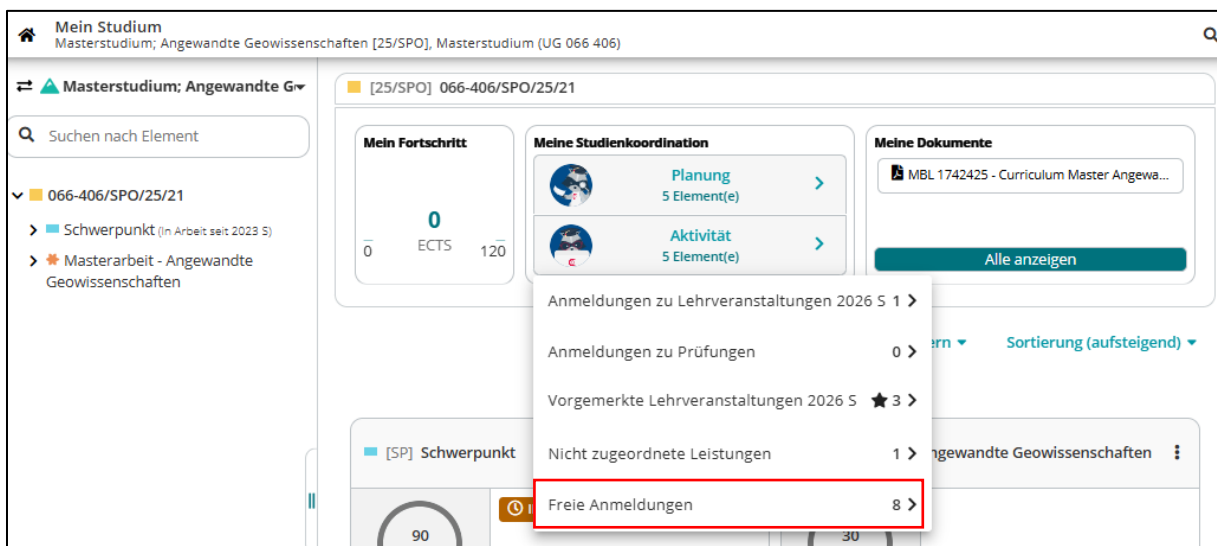 Mein Studium
Masterstudium; Angewandte Geowissenschaften [25/SPO], Masterstudium (UG 066 406)
Masterstudium; Angewandte G
Suchen nach Element
066-406/SPO/25/21
Schwerpunkt (In Arbeit seit 2023 S)
Masterarbeit - Angewandte
Geowissenschaften
[25/SPO] 066-406/SPO/25/21
Mein Fortschritt
0
ECTS
0
120
Meine Studienkoordination
Planung
5 Element(e)
Aktivität
5 Element(e)
Meine Dokumente
MBL 1742425 - Curriculum Master Angewa...
Alle anzeigen
Anmeldungen zu Lehrveranstaltungen 2026 S 1
Anmeldungen zu Prüfungen 0
Vorgemerkte Lehrveranstaltungen 2026 S 3
Nicht zugeordnete Leistungen 1
Freie Anmeldungen 8
ern
Sortierung (aufsteigend)
[SP] Schwerpunkt
ngewandte Geowissenschaften
90
30